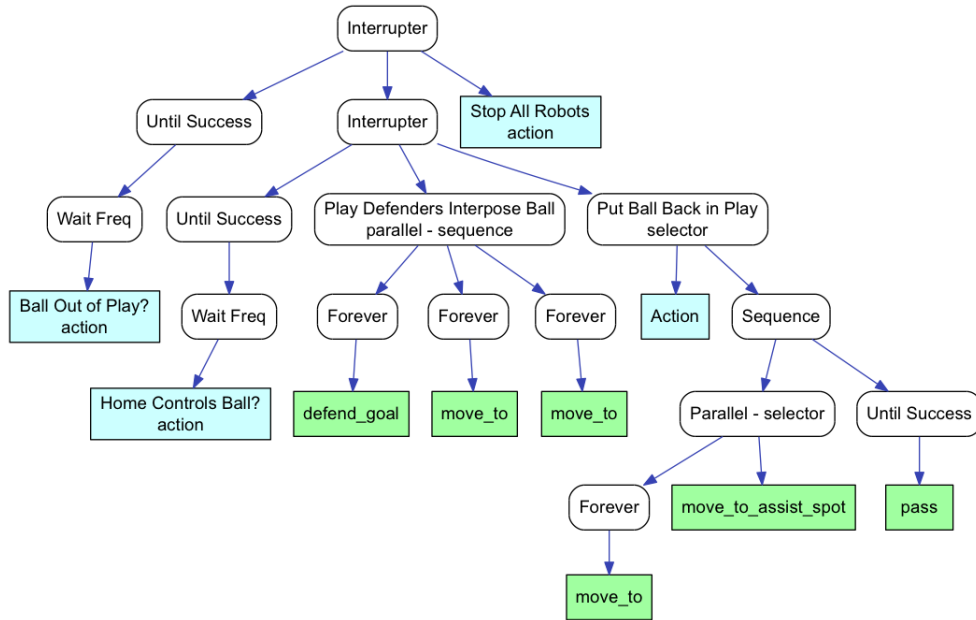 Interrupter
Until Success
Interrupter
Stop All Robots
action
Wait Freq
Until Success
Play Defenders Interpose Ball
parallel - sequence
Put Ball Back in Play
selector
Ball Out of Play?
action
Wait Freq
Forever
Forever
Forever
Action
Sequence
Home Controls Ball?
action
defend_goal
move_to
move_to
Parallel - selector
Until Success
Forever
move_to_assist_spot
pass
move_to